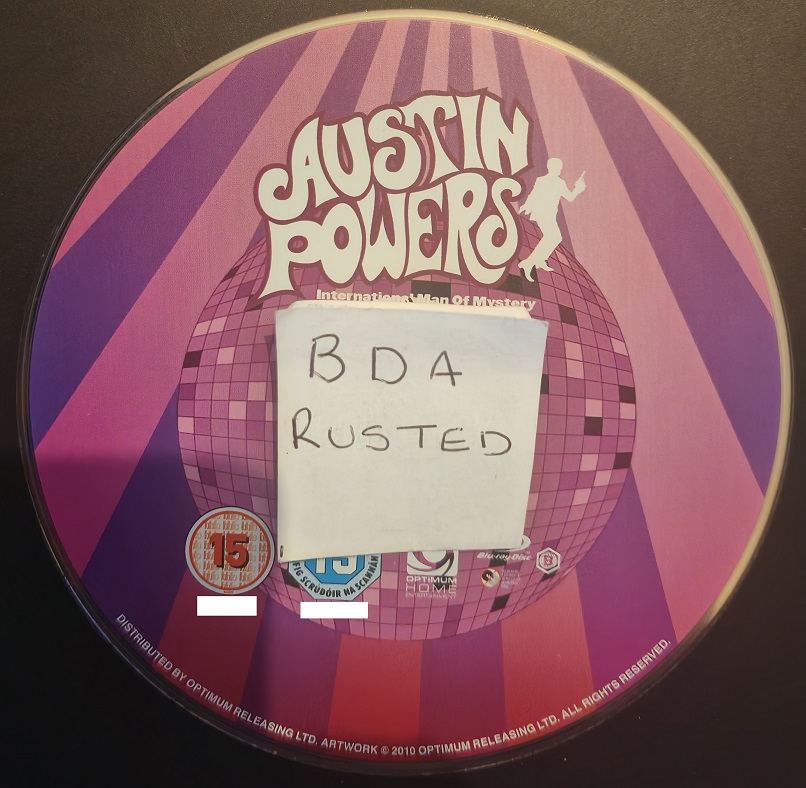 AUSTIN
POWERS
International Man Of Mystery
BDA
RUSTED
15
15
FIG SCRÚDÓIR NA SCANNÁN
OPTIMUM
HOME
ENTERTAINMENT
Blu-ray Disc
B
DISTRIBUTED BY OPTIMUM RELEASING LTD. ARTWORK © 2010 OPTIMUM RELEASING LTD. ALL RIGHTS RESERVED.